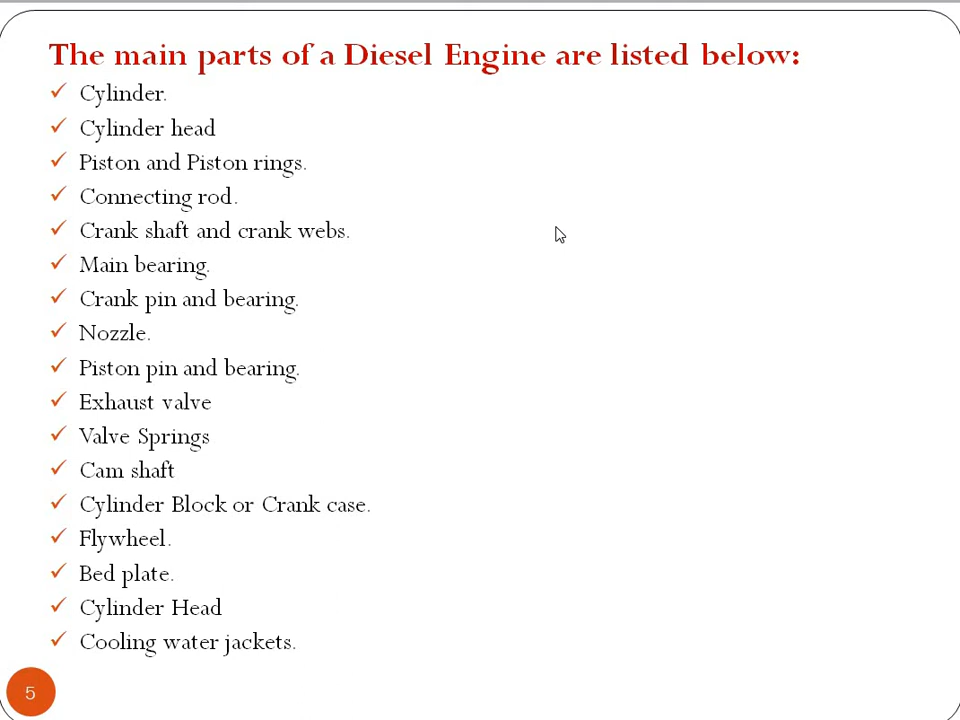 The main parts of a Diesel Engine are listed below:
✓ Cylinder.
✓ Cylinder head
✓ Piston and Piston rings.
✓ Connecting rod.
✓ Crank shaft and crank webs.
✓ Main bearing.
✓ Crank pin and bearing.
✓ Nozzle.
✓ Piston pin and bearing.
✓ Exhaust valve
✓ Valve Springs
✓ Cam shaft
✓ Cylinder Block or Crank case.
✓ Flywheel.
✓ Bed plate.
✓ Cylinder Head
✓ Cooling water jackets.
5